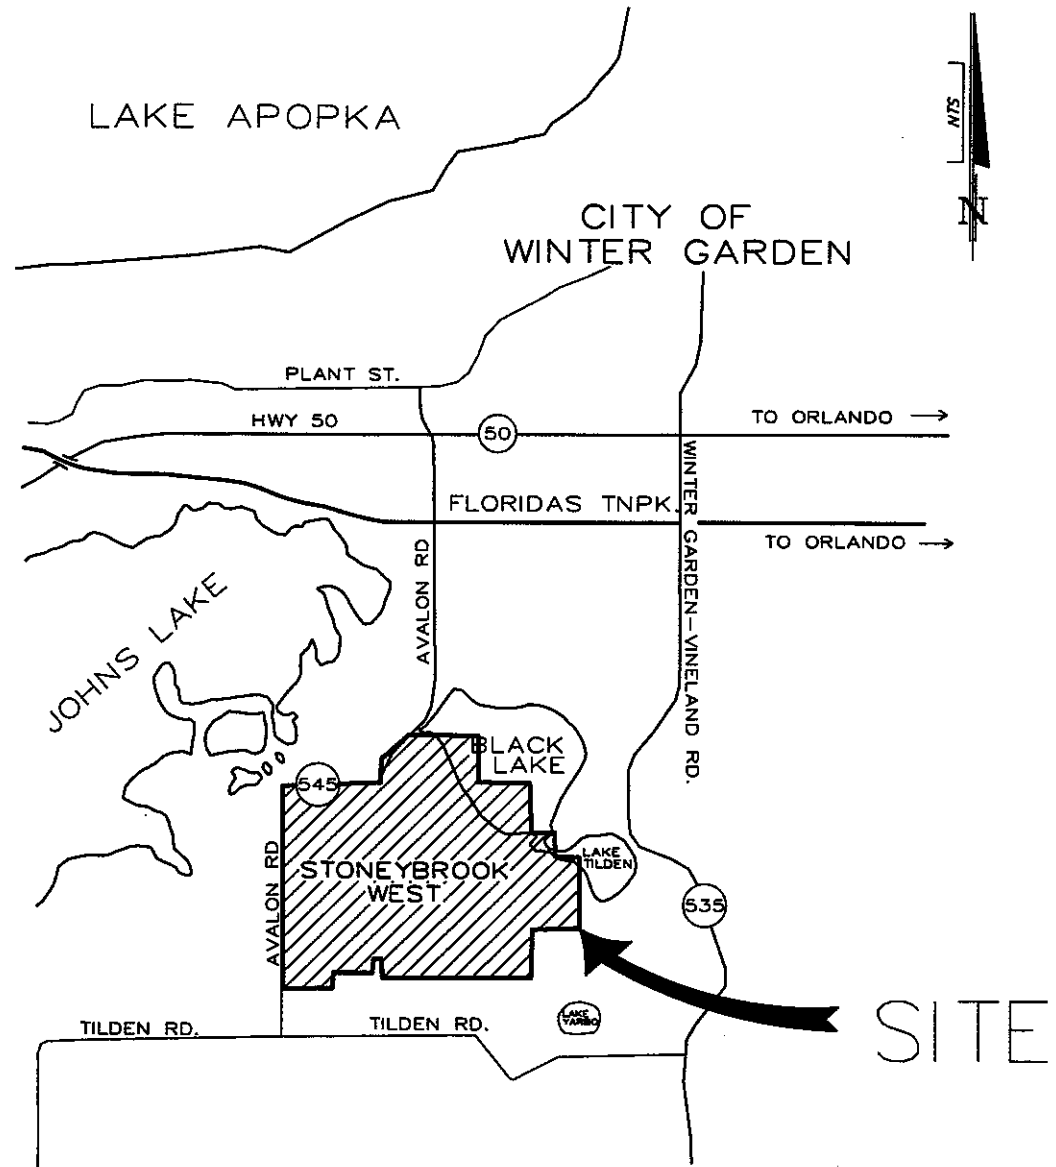 LAKE APOPKA
NTS
N
CITY OF
WINTER GARDEN
PLANT ST.
HWY 50
50
TO ORLANDO
FLORIDAS TNPK.
TO ORLANDO
WINTER GARDEN-VINELAND RD.
AVALON RD
JOHNS LAKE
BLACK
LAKE
545
LAKE
TILDEN
STONEYBROOK
WEST
AVALON RD
535
LAKE
SITE
TILDEN RD.
TILDEN RD.